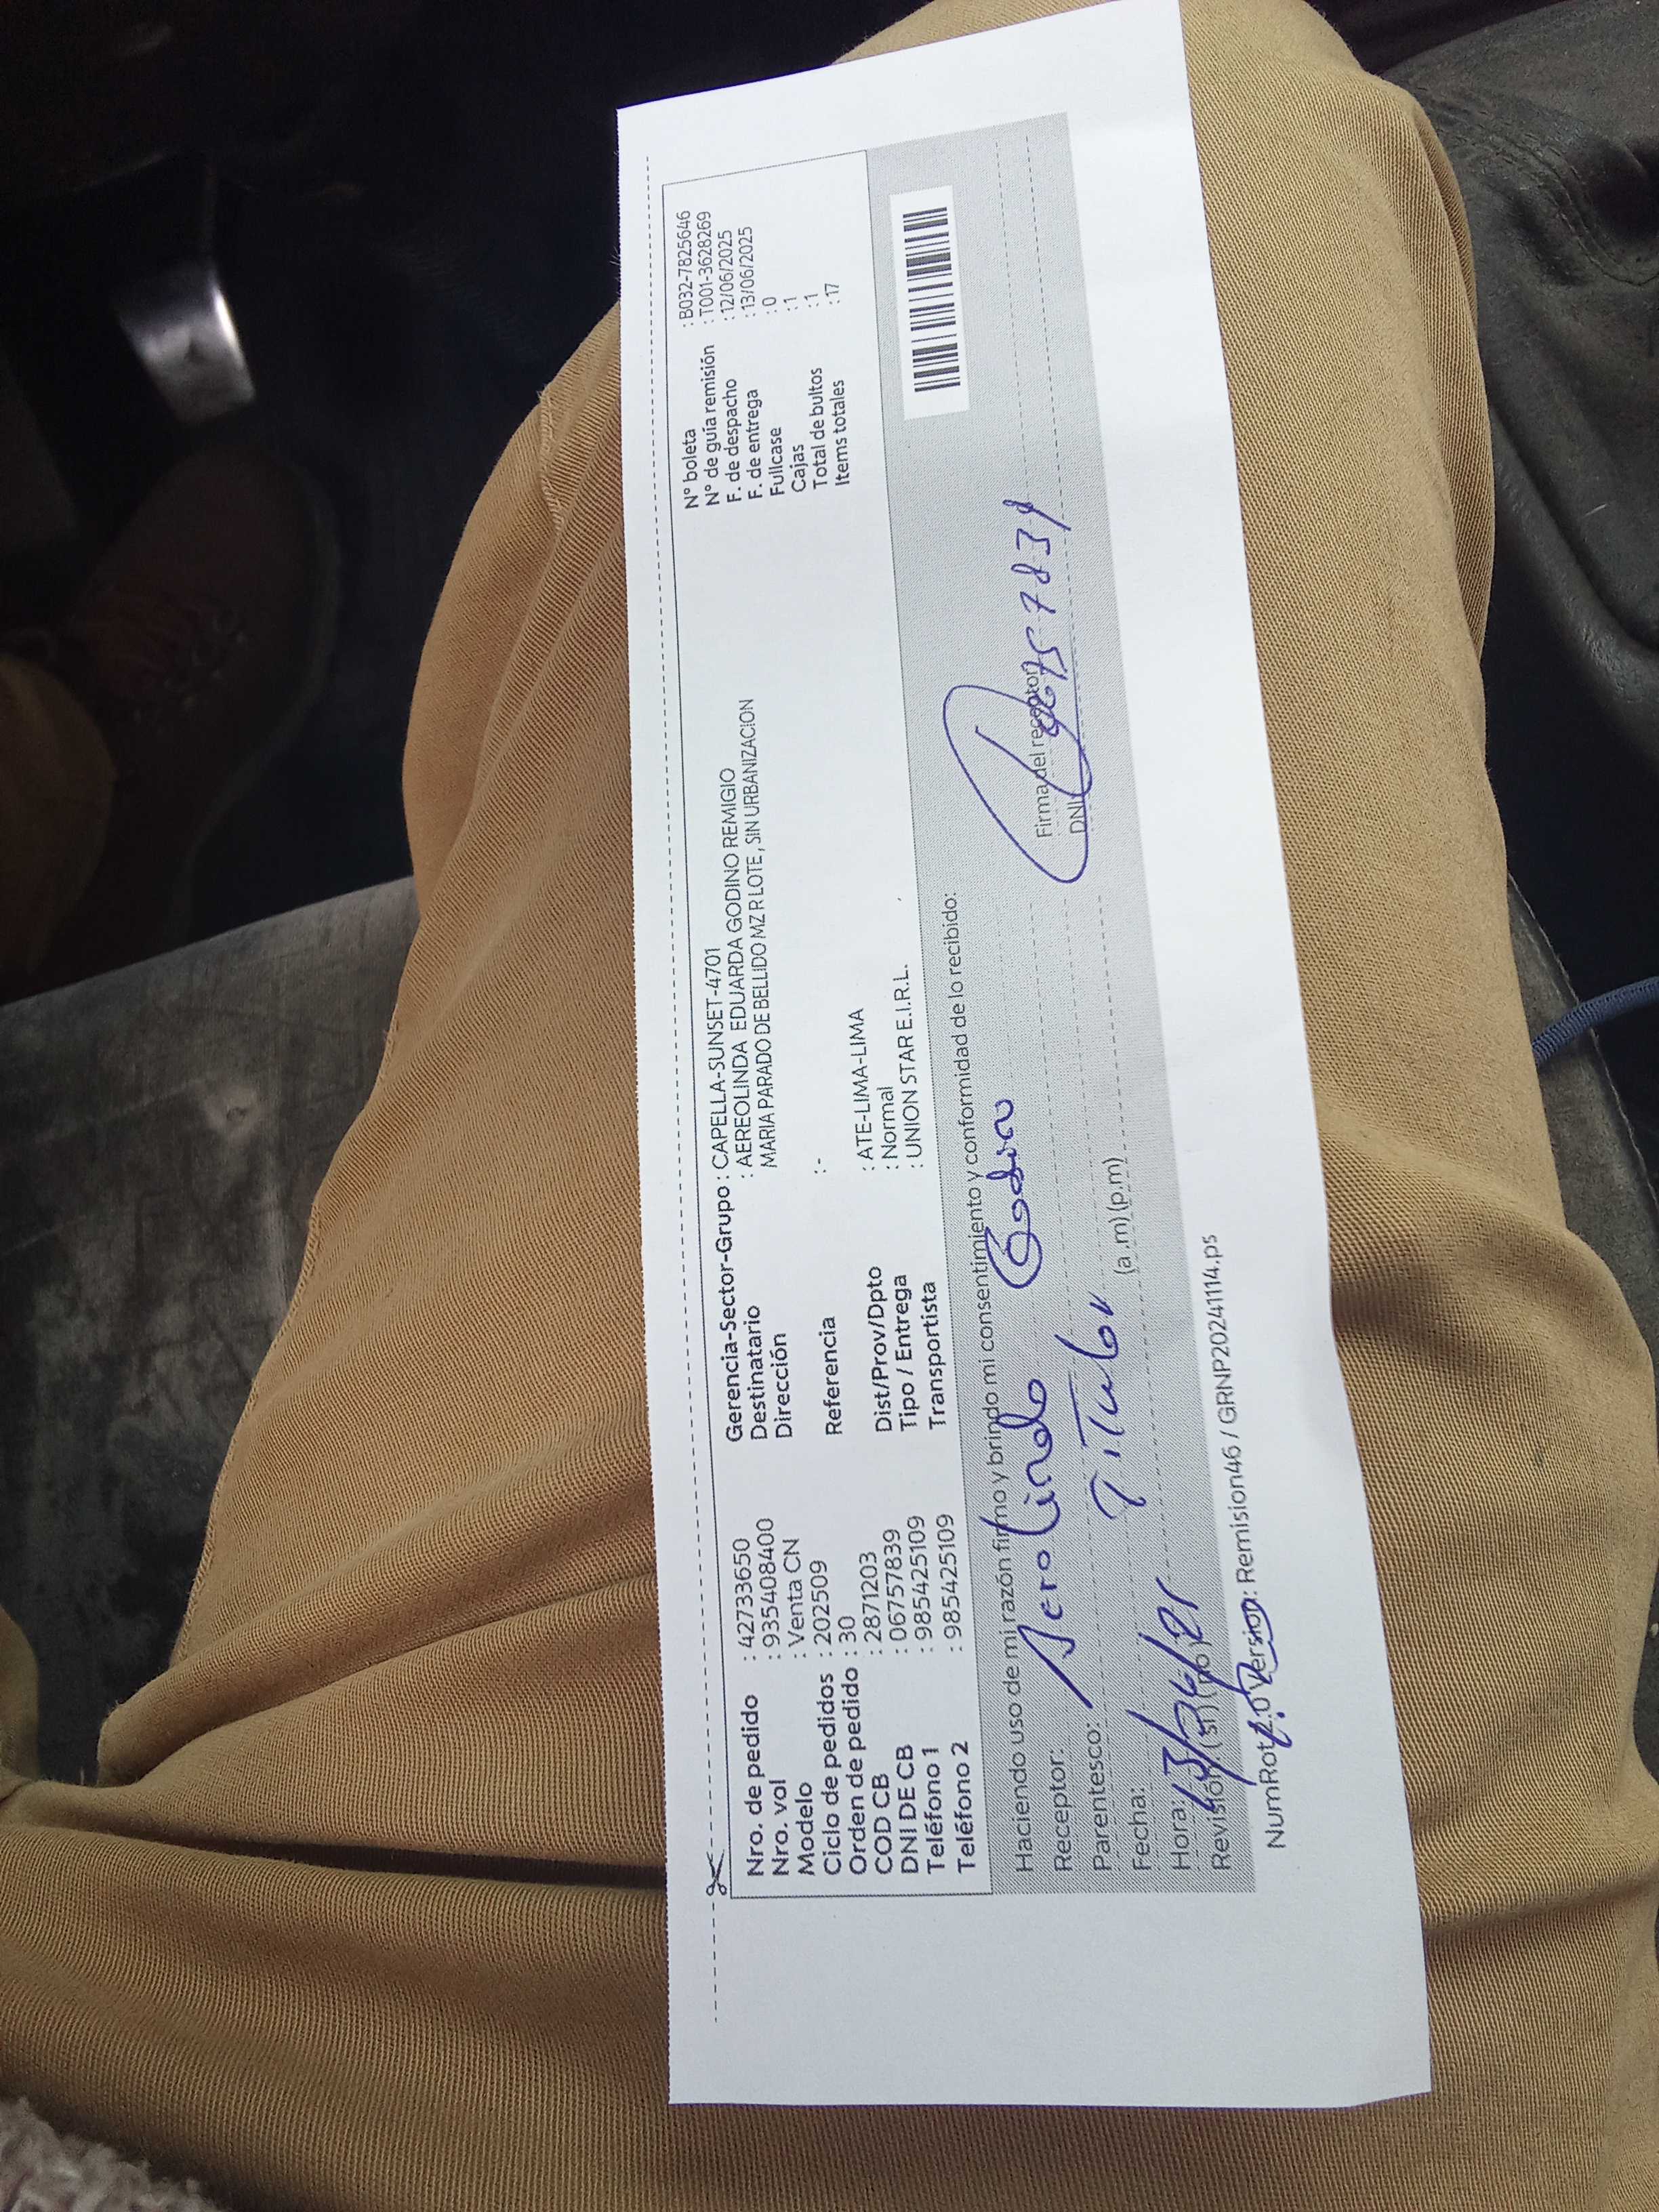 Nro. de pedido : 42733650
Nro. vol : 935408400
Modelo : Venta CN
Ciclo de pedidos : 202509
Orden de pedido : 30
COD CB : 2871203
DNI DE CB : 06757839
Teléfono 1 : 985425109
Teléfono 2 : 985425109
Gerencia-Sector-Grupo : CAPELLA-SUNSET-4701
Destinatario : AEREOLINDA EDUARDA GODINO REMIGIO
Dirección MARIA PARADO DE BELLIDO MZ R LOTE , SIN URBANIZACION
Referencia : -
Dist/Prov/Dpto : ATE-LIMA-LIMA
Tipo / Entrega : Normal
Transportista : UNION STAR E.I.R.L.
N° boleta : B032-7825646
N° de guía remisión : T001-3628269
F. de despacho : 12/06/2025
F. de entrega : 13/06/2025
Fullcase : 0
Cajas : 1
Total de bultos : 1
Items totales : 17
Haciendo uso de mi razón firmo y brindo mi consentimiento y conformidad de lo recibido:
Receptor: Aerolinda Godino
Parentesco: Titular
Fecha:
Hora: (a.m) (p.m)
Revisión: (si) (no)
Firma del receptor
DNI
NumRot 2.0 Version: Remision46 / GRNP20241114.ps